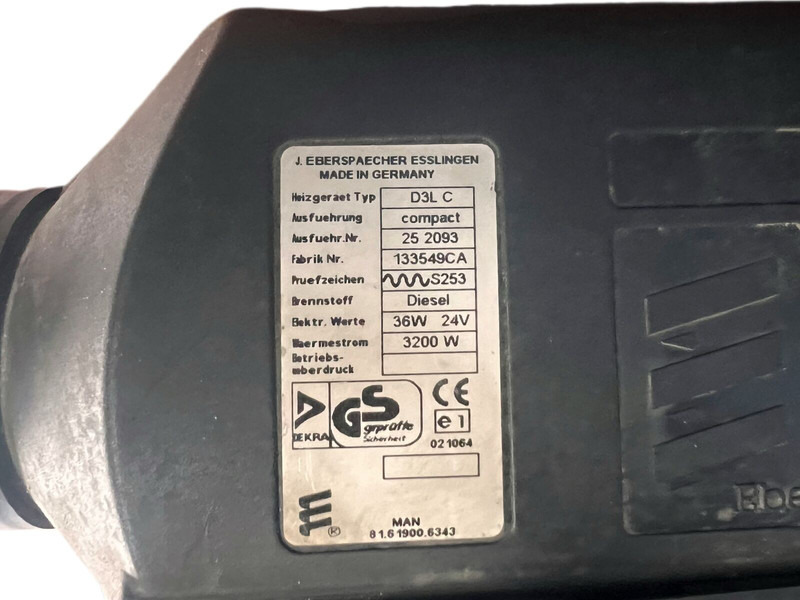 J. EBERSPAECHER ESSLINGEN
MADE IN GERMANY
Heizgeraet Typ D3L C
Ausfuehrung compact
Ausfuehr.Nr. 25 2093
Fabrik Nr. 133549CA
Pruefzeichen S253
Brennstoff Diesel
Elektr. Werte 36W 24V
Waermestrom 3200 W
Betriebs-
ueberdruck
DEKRA GS geprüfte Sicherheit CE
e1
021064
MAN
81.61900.6343
Ebe